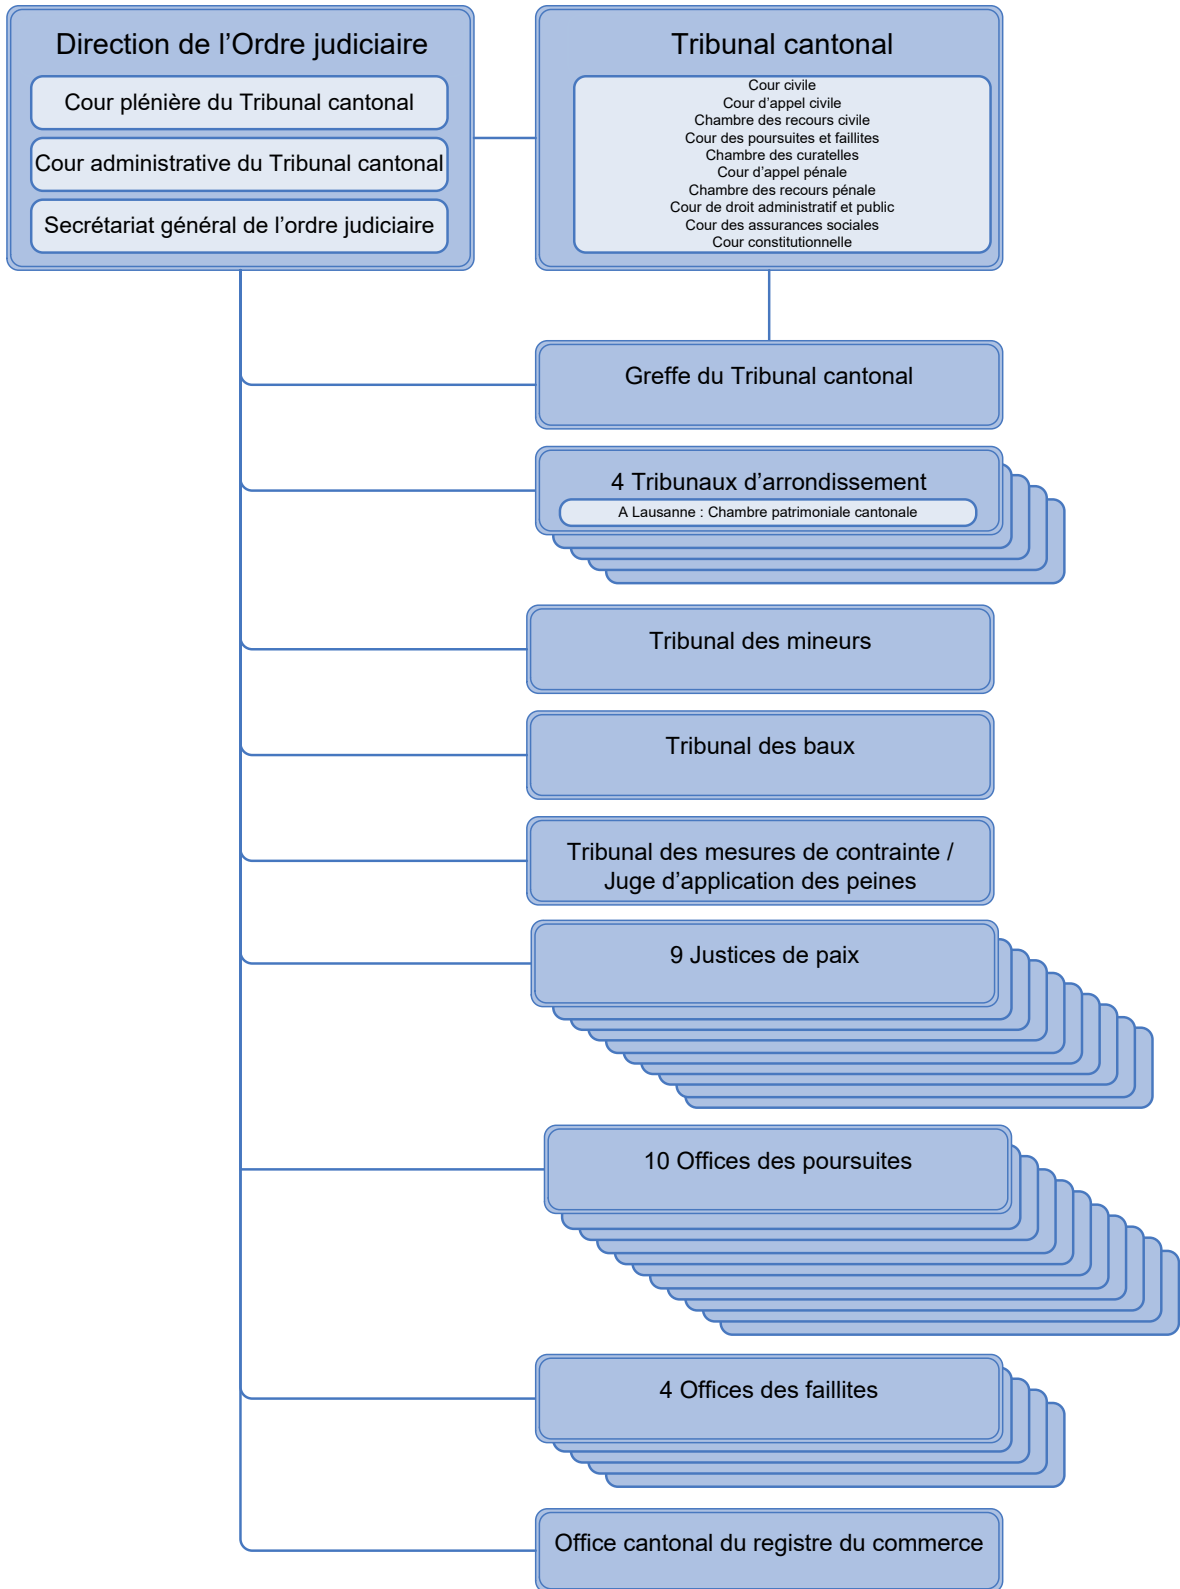 Direction de l’Ordre judiciaire
Cour plénière du Tribunal cantonal
Cour administrative du Tribunal cantonal
Secrétariat général de l’ordre judiciaire
Tribunal cantonal
Cour civile
Cour d’appel civile
Chambre des recours civile
Cour des poursuites et faillites
Chambre des curatelles
Cour d’appel pénale
Chambre des recours pénale
Cour de droit administratif et public
Cour des assurances sociales
Cour constitutionnelle
Greffe du Tribunal cantonal
4 Tribunaux d’arrondissement
A Lausanne : Chambre patrimoniale cantonale
Tribunal des mineurs
Tribunal des baux
Tribunal des mesures de contrainte /
Juge d’application des peines
9 Justices de paix
10 Offices des poursuites
4 Offices des faillites
Office cantonal du registre du commerce